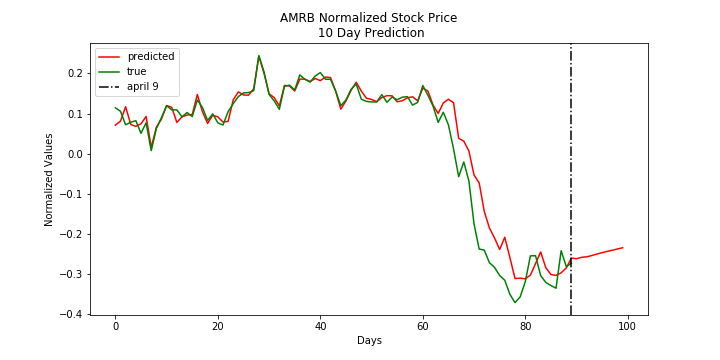 AMRB Normalized Stock Price
10 Day Prediction
predicted
true
april 9
Normalized Values
0.2
0.1
0.0
−0.1
−0.2
−0.3
−0.4
0 20 40 60 80 100
Days